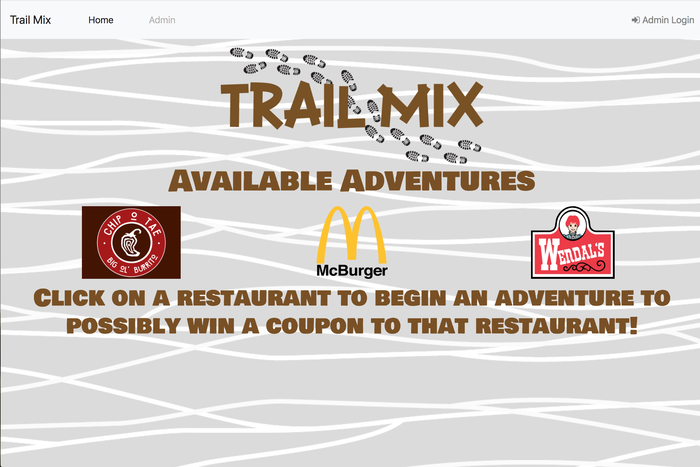 Trail Mix Home Admin Admin Login
TRAIL MIX
AVAILABLE ADVENTURES
CHIP O TAE
BIG OL' BURRITO
McBurger
WENDAL'S
CLICK ON A RESTAURANT TO BEGIN AN ADVENTURE TO
POSSIBLY WIN A COUPON TO THAT RESTAURANT!